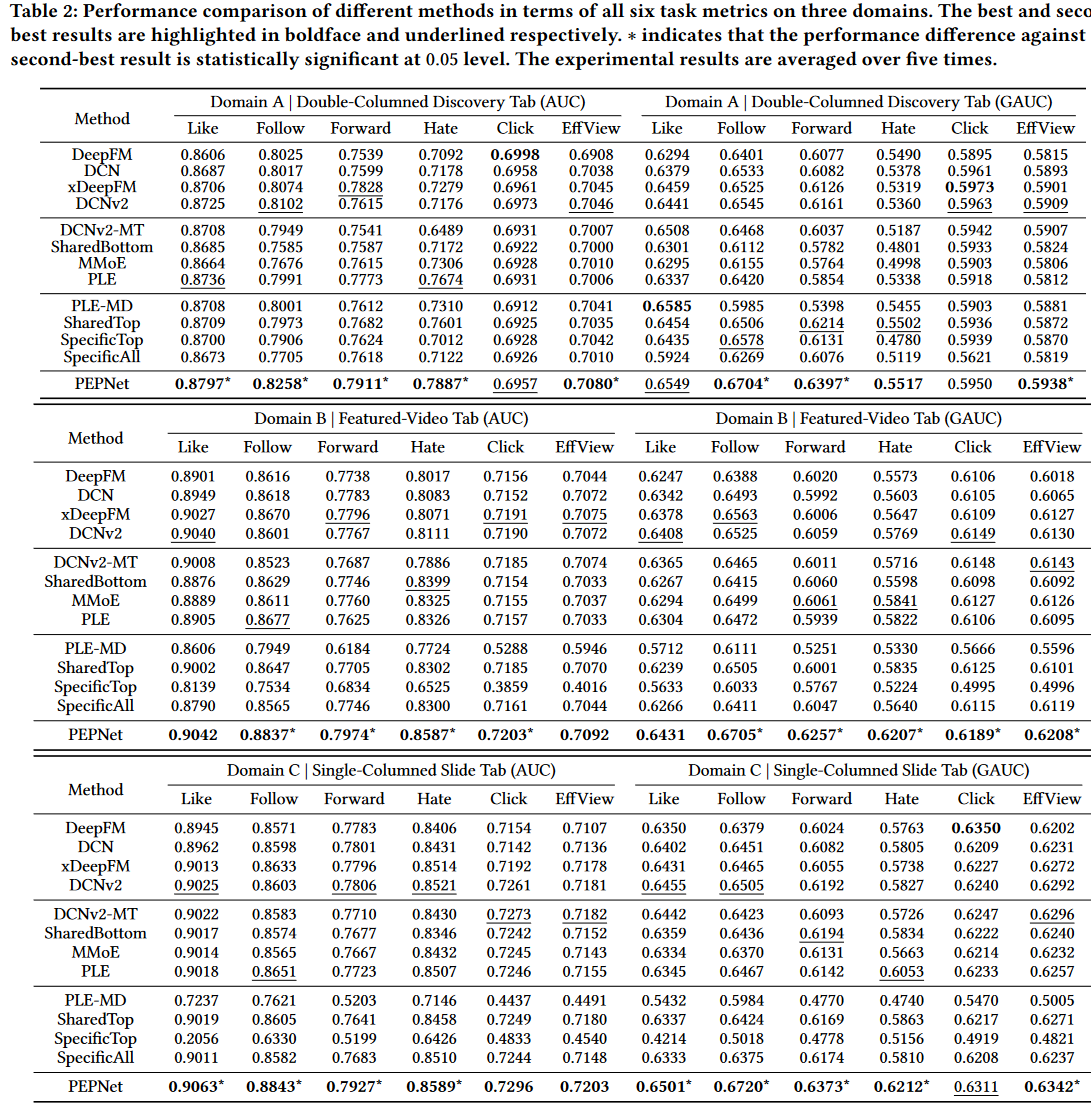 Table 2: Performance comparison of different methods in terms of all six task metrics on three domains. The best and seco
best results are highlighted in boldface and underlined respectively. * indicates that the performance difference against
second-best result is statistically significant at 0.05 level. The experimental results are averaged over five times.
Method Domain A | Double-Columned Discovery Tab (AUC) Domain A | Double-Columned Discovery Tab (GAUC)
Like Follow Forward Hate Click EffView Like Follow Forward Hate Click EffView
DeepFM 0.8606 0.8025 0.7539 0.7092 0.6998 0.6908 0.6294 0.6401 0.6077 0.5490 0.5895 0.5815
DCN 0.8687 0.8017 0.7599 0.7178 0.6958 0.7038 0.6379 0.6533 0.6082 0.5378 0.5961 0.5893
xDeepFM 0.8706 0.8074 0.7828 0.7279 0.6961 0.7045 0.6459 0.6525 0.6126 0.5319 0.5973 0.5901
DCNv2 0.8725 0.8102 0.7615 0.7176 0.6973 0.7046 0.6441 0.6545 0.6161 0.5360 0.5963 0.5909
DCNv2-MT 0.8708 0.7949 0.7541 0.6489 0.6931 0.7007 0.6508 0.6468 0.6037 0.5187 0.5942 0.5907
SharedBottom 0.8685 0.7585 0.7587 0.7172 0.6922 0.7000 0.6301 0.6112 0.5782 0.4801 0.5933 0.5824
MMoE 0.8664 0.7676 0.7615 0.7306 0.6928 0.7010 0.6295 0.6155 0.5764 0.4998 0.5903 0.5806
PLE 0.8736 0.7991 0.7773 0.7674 0.6931 0.7006 0.6337 0.6420 0.5854 0.5338 0.5918 0.5812
PLE-MD 0.8708 0.8001 0.7612 0.7310 0.6912 0.7041 0.6585 0.5985 0.5398 0.5455 0.5903 0.5881
SharedTop 0.8709 0.7973 0.7682 0.7601 0.6925 0.7035 0.6454 0.6506 0.6214 0.5502 0.5936 0.5872
SpecificTop 0.8700 0.7906 0.7624 0.7012 0.6928 0.7042 0.6435 0.6578 0.6131 0.4780 0.5939 0.5870
SpecificAll 0.8673 0.7705 0.7618 0.7122 0.6926 0.7010 0.5924 0.6269 0.6076 0.5119 0.5621 0.5819
PEPNet 0.8797* 0.8258* 0.7911* 0.7887* 0.6957 0.7080* 0.6549 0.6704* 0.6397* 0.5517 0.5950 0.5938*
Method Domain B | Featured-Video Tab (AUC) Domain B | Featured-Video Tab (GAUC)
Like Follow Forward Hate Click EffView Like Follow Forward Hate Click EffView
DeepFM 0.8901 0.8616 0.7738 0.8017 0.7156 0.7044 0.6247 0.6388 0.6020 0.5573 0.6106 0.6018
DCN 0.8949 0.8618 0.7783 0.8083 0.7152 0.7072 0.6342 0.6493 0.5992 0.5603 0.6105 0.6065
xDeepFM 0.9027 0.8670 0.7796 0.8071 0.7191 0.7075 0.6378 0.6563 0.6006 0.5647 0.6109 0.6127
DCNv2 0.9040 0.8601 0.7767 0.8111 0.7190 0.7072 0.6408 0.6525 0.6059 0.5769 0.6149 0.6130
DCNv2-MT 0.9008 0.8523 0.7687 0.7886 0.7185 0.7074 0.6365 0.6465 0.6011 0.5716 0.6148 0.6143
SharedBottom 0.8876 0.8629 0.7746 0.8399 0.7154 0.7033 0.6267 0.6415 0.6060 0.5598 0.6098 0.6092
MMoE 0.8889 0.8611 0.7760 0.8325 0.7155 0.7037 0.6294 0.6499 0.6061 0.5841 0.6127 0.6126
PLE 0.8905 0.8677 0.7625 0.8326 0.7157 0.7033 0.6304 0.6472 0.5939 0.5822 0.6106 0.6095
PLE-MD 0.8606 0.7949 0.6184 0.7724 0.5288 0.5946 0.5712 0.6111 0.5251 0.5330 0.5666 0.5596
SharedTop 0.9002 0.8647 0.7705 0.8302 0.7185 0.7070 0.6239 0.6505 0.6001 0.5835 0.6125 0.6101
SpecificTop 0.8139 0.7534 0.6834 0.6525 0.3859 0.4016 0.5633 0.6033 0.5767 0.5224 0.4995 0.4996
SpecificAll 0.8790 0.8565 0.7746 0.8300 0.7161 0.7044 0.6266 0.6411 0.6047 0.5640 0.6115 0.6119
PEPNet 0.9042 0.8837* 0.7974* 0.8587* 0.7203* 0.7092 0.6431 0.6705* 0.6257* 0.6207* 0.6189* 0.6208*
Method Domain C | Single-Columned Slide Tab (AUC) Domain C | Single-Columned Slide Tab (GAUC)
Like Follow Forward Hate Click EffView Like Follow Forward Hate Click EffView
DeepFM 0.8945 0.8571 0.7783 0.8406 0.7154 0.7107 0.6350 0.6379 0.6024 0.5763 0.6350 0.6202
DCN 0.8962 0.8598 0.7801 0.8431 0.7142 0.7136 0.6402 0.6451 0.6082 0.5805 0.6209 0.6231
xDeepFM 0.9013 0.8633 0.7796 0.8514 0.7192 0.7178 0.6431 0.6465 0.6055 0.5738 0.6227 0.6272
DCNv2 0.9025 0.8603 0.7806 0.8521 0.7261 0.7181 0.6455 0.6505 0.6192 0.5827 0.6240 0.6292
DCNv2-MT 0.9022 0.8583 0.7710 0.8430 0.7273 0.7182 0.6442 0.6423 0.6093 0.5726 0.6247 0.6296
SharedBottom 0.9017 0.8574 0.7677 0.8346 0.7242 0.7152 0.6359 0.6436 0.6194 0.5834 0.6222 0.6240
MMoE 0.9014 0.8565 0.7667 0.8432 0.7245 0.7143 0.6334 0.6370 0.6131 0.5663 0.6214 0.6232
PLE 0.9018 0.8651 0.7723 0.8507 0.7246 0.7155 0.6345 0.6467 0.6142 0.6053 0.6233 0.6257
PLE-MD 0.7237 0.7621 0.5203 0.7146 0.4437 0.4491 0.5432 0.5984 0.4770 0.4740 0.5470 0.5005
SharedTop 0.9019 0.8605 0.7641 0.8458 0.7249 0.7180 0.6337 0.6424 0.6169 0.5863 0.6217 0.6271
SpecificTop 0.2056 0.6330 0.5199 0.6426 0.4833 0.4540 0.4214 0.5018 0.4778 0.5156 0.4919 0.4821
SpecificAll 0.9011 0.8582 0.7683 0.8510 0.7244 0.7148 0.6333 0.6375 0.6174 0.5810 0.6208 0.6237
PEPNet 0.9063* 0.8843* 0.7927* 0.8589* 0.7296 0.7203 0.6501* 0.6720* 0.6373* 0.6212* 0.6311 0.6342*